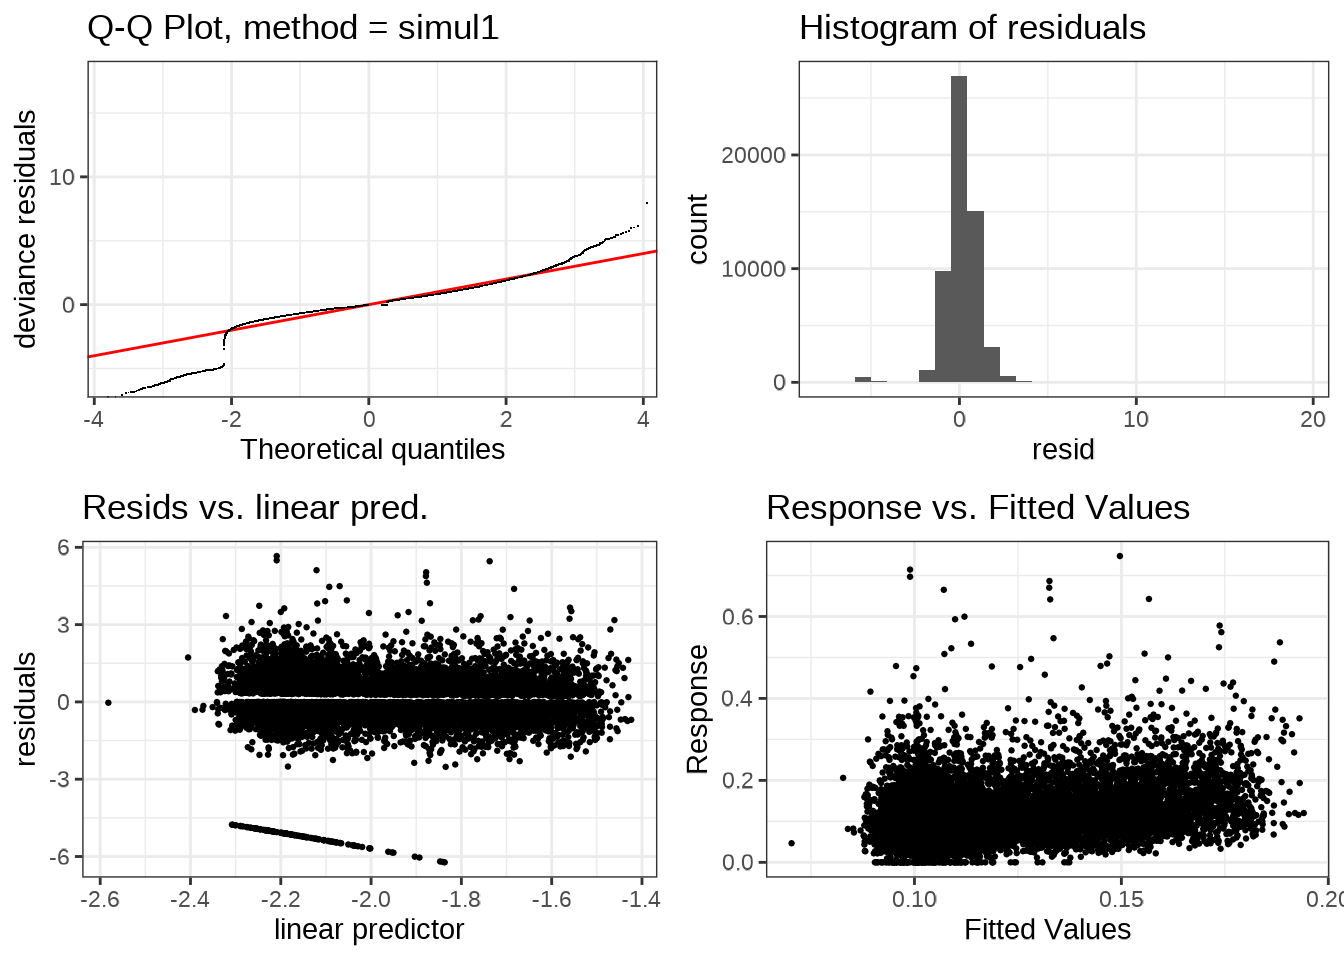 Q-Q Plot, method = simul1
deviance residuals
10
0
-4 -2 0 2 4
Theoretical quantiles
Histogram of residuals
count
20000
10000
0
0 10 20
resid
Resids vs. linear pred.
residuals
6
3
0
-3
-6
-2.6 -2.4 -2.2 -2.0 -1.8 -1.6 -1.4
linear predictor
Response vs. Fitted Values
Response
0.6
0.4
0.2
0.0
0.10 0.15 0.20
Fitted Values